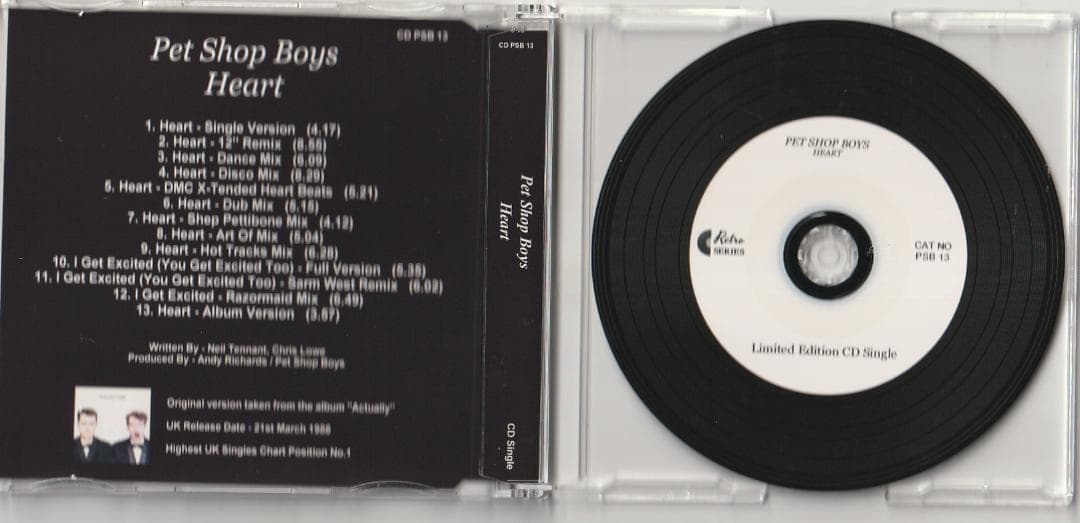 CD PSB 13
Pet Shop Boys
Heart
1. Heart - Single Version (4.17)
2. Heart - 12" Remix (8.55)
3. Heart - Dance Mix (6.09)
4. Heart - Disco Mix (8.29)
5. Heart - DMC X-Tended Heart Beats (5.21)
6. Heart - Dub Mix (5.15)
7. Heart - Shep Pettibone Mix (4.12)
8. Heart - Art Of Mix (5.04)
9. Heart - Hot Tracks Mix (6.28)
10. I Get Excited (You Get Excited Too) - Full Version (5.35)
11. I Get Excited (You Get Excited Too) - Sarm West Remix (6.02)
12. I Get Excited - Razormaid Mix (6.49)
13. Heart - Album Version (3.57)
Written By - Neil Tennant, Chris Lowe
Produced By - Andy Richards / Pet Shop Boys
Original version taken from the album "Actually"
UK Release Date - 21st March 1988
Highest UK Singles Chart Position No.1
CD PSB 13
Pet Shop Boys
Heart
CD Single
PET SHOP BOYS
HEART
Retro
SERIES
CAT NO
PSB 13
Limited Edition CD Single